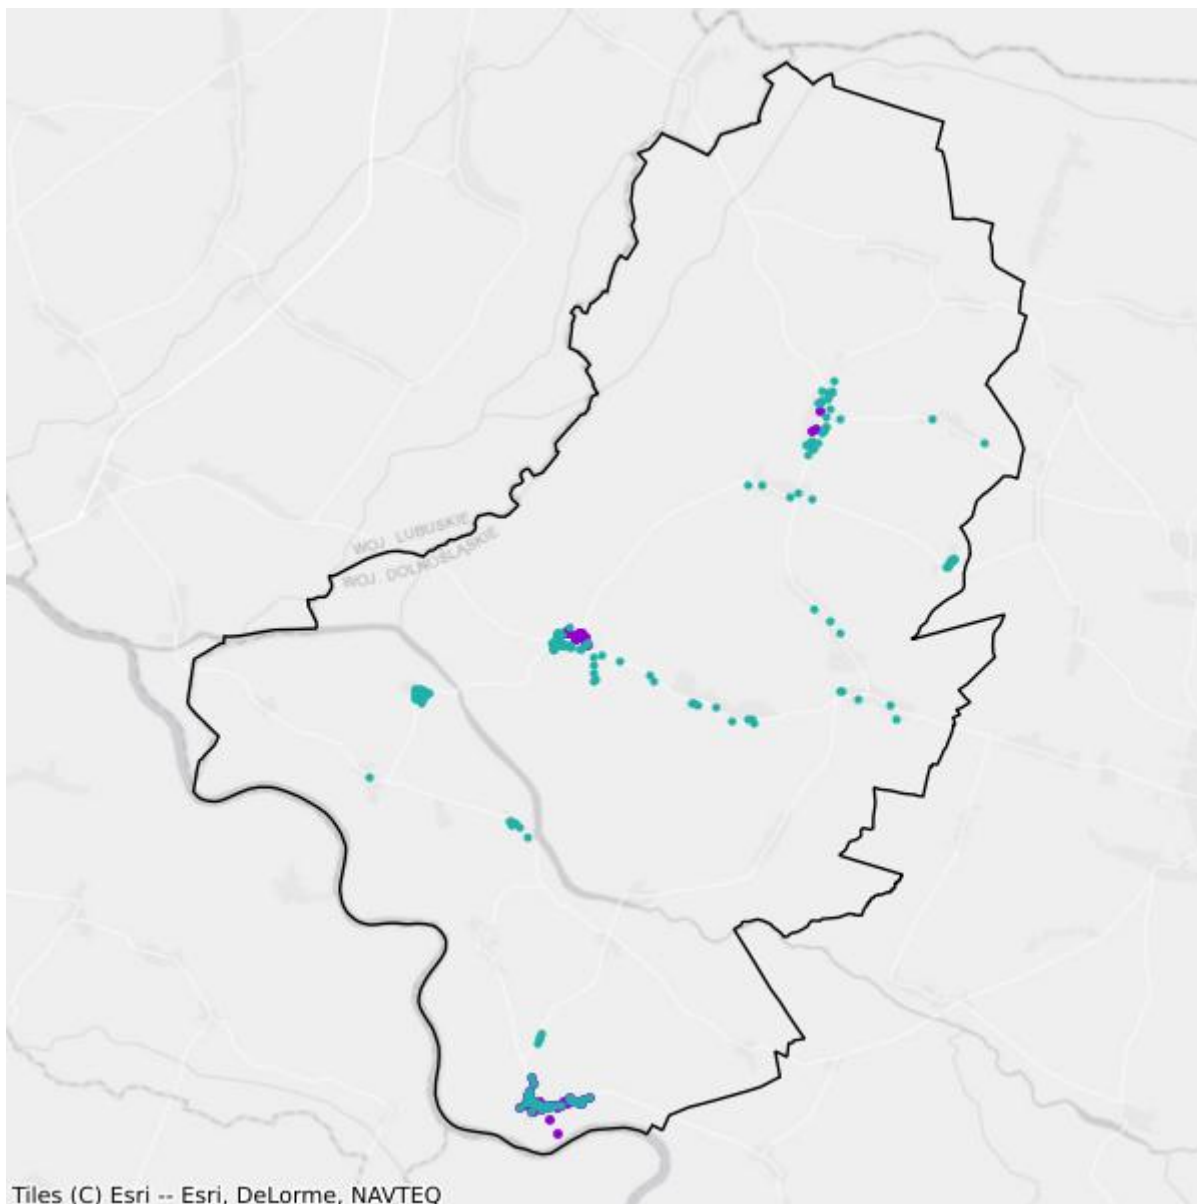 WOJ. LUBUSKIE
WOJ. DOLNOŚLĄSKIE
Tiles (C) Esri -- Esri, DeLorme, NAVTEQ